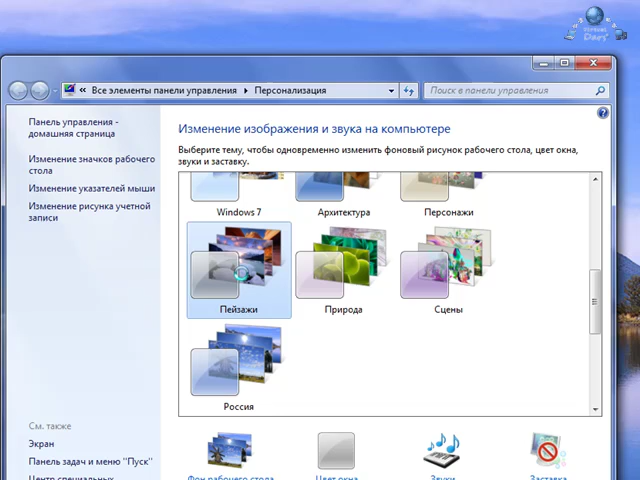 Все элементы панели управления
Персонализация
Поиск в панели управления
Панель управления -
домашняя страница
Изменение значков рабочего
стола
Изменение указателей мыши
Изменение рисунка учетной
записи
Изменение изображения и звука на компьютере
Выберите тему, чтобы одновременно изменить фоновый рисунок рабочего стола, цвет окна,
звуки и заставку.
Windows 7
Архитектура
Персонажи
Пейзажи
Природа
Сцены
Россия
См. также
Экран
Панель задач и меню "Пуск"
Центр специальных
Фон рабочего стола
Цвет окна
Звуки
Заставка